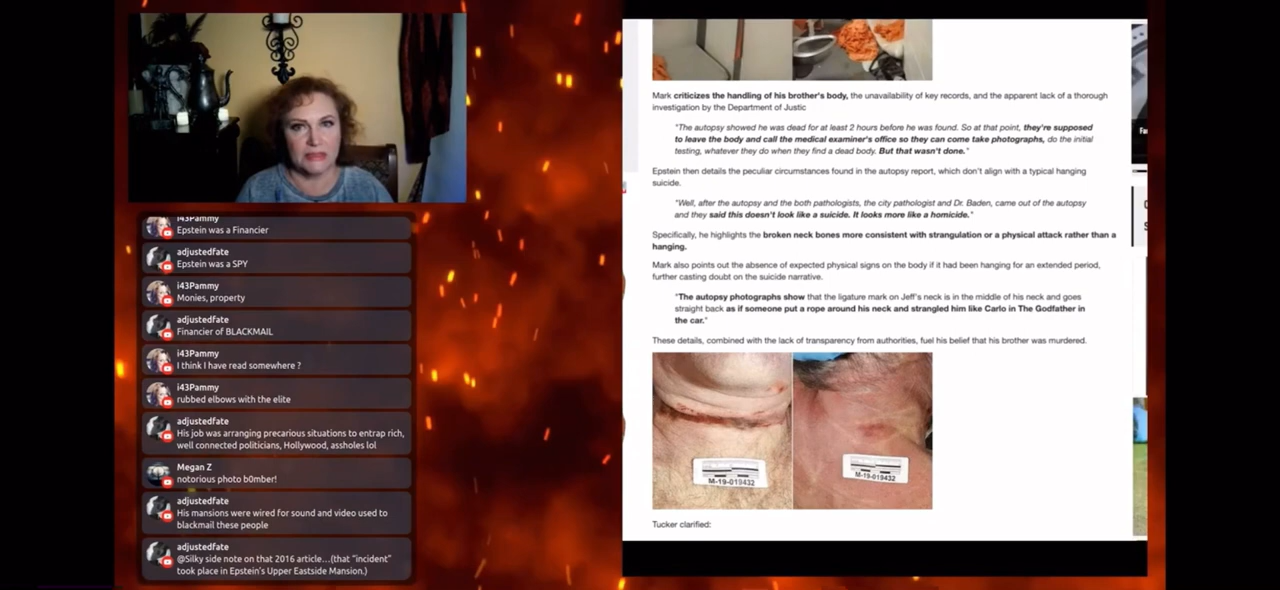 i43Pammy
Epstein was a Financier
adjustedfate
Epstein was a SPY
i43Pammy
Monies, property
adjustedfate
Financier of BLACKMAIL
i43Pammy
I think I have read somewhere ?
i43Pammy
rubbed elbows with the elite
adjustedfate
His job was arranging precarious situations to entrap rich,
well connected politicians, Hollywood, assholes lol
Megan Z
notorious photo b0mber!
adjustedfate
His mansions were wired for sound and video used to
blackmail these people
adjustedfate
@Silky side note on that 2016 article…(that “incident”
took place in Epstein’s Upper Eastside Mansion.)
Mark criticizes the handling of his brother's body, the unavailability of key records, and the apparent lack of a thorough
investigation by the Department of Justic
"The autopsy showed he was dead for at least 2 hours before he was found. So at that point, they're supposed
to leave the body and call the medical examiner's office so they can come take photographs, do the initial
testing, whatever they do when they find a dead body. But that wasn't done."
Epstein then details the peculiar circumstances found in the autopsy report, which don't align with a typical hanging
suicide.
"Well, after the autopsy and the both pathologists, the city pathologist and Dr. Baden, came out of the autopsy
and they said this doesn't look like a suicide. It looks more like a homicide."
Specifically, he highlights the broken neck bones more consistent with strangulation or a physical attack rather than a
hanging.
Mark also points out the absence of expected physical signs on the body if it had been hanging for an extended period,
further casting doubt on the suicide narrative.
"The autopsy photographs show that the ligature mark on Jeff's neck is in the middle of his neck and goes
straight back as if someone put a rope around his neck and strangled him like Carlo in The Godfather in
the car."
These details, combined with the lack of transparency from authorities, fuel his belief that his brother was murdered.
M-19-019432
M-19-019432
Tucker clarified: